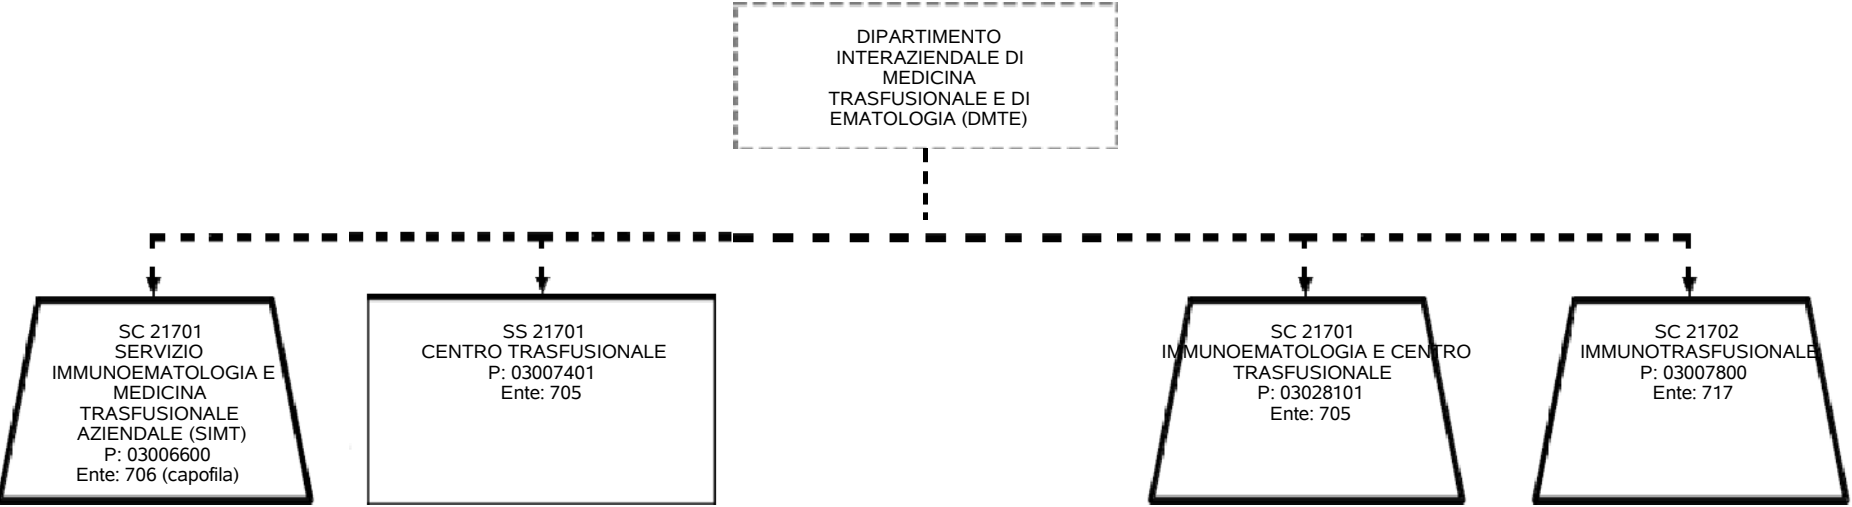 DIPARTIMENTO
INTERAZIENDALE DI
MEDICINA
TRASFUSIONALE E DI
EMATOLOGIA (DMTE)
SC 21701
SERVIZIO
IMMUNOEMATOLOGIA E
MEDICINA
TRASFUSIONALE
AZIENDALE (SIMT)
P: 03006600
Ente: 706 (capofila)
SS 21701
CENTRO TRASFUSIONALE
P: 03007401
Ente: 705
SC 21701
IMMUNOEMATOLOGIA E CENTRO
TRASFUSIONALE
P: 03028101
Ente: 705
SC 21702
IMMUNOTRASFUSIONALE
P: 03007800
Ente: 717